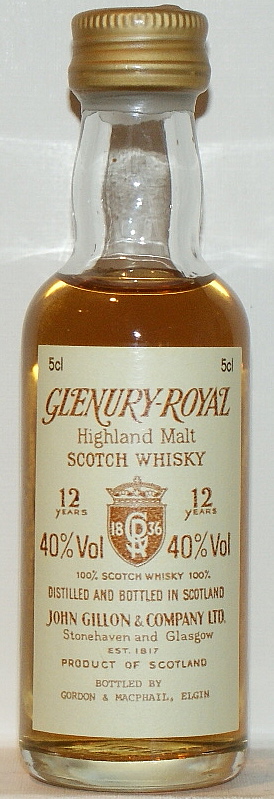 5cl 5cl
GLENURY-ROYAL
Highland Malt
SCOTCH WHISKY
12 12
YEARS YEARS
18 36
40%Vol 40%Vol
100% SCOTCH WHISKY 100%
DISTILLED AND BOTTLED IN SCOTLAND
JOHN GILLON & COMPANY LTD.
Stonehaven and Glasgow
EST. 1817
PRODUCT OF SCOTLAND
BOTTLED BY
GORDON & MACPHAIL, ELGIN